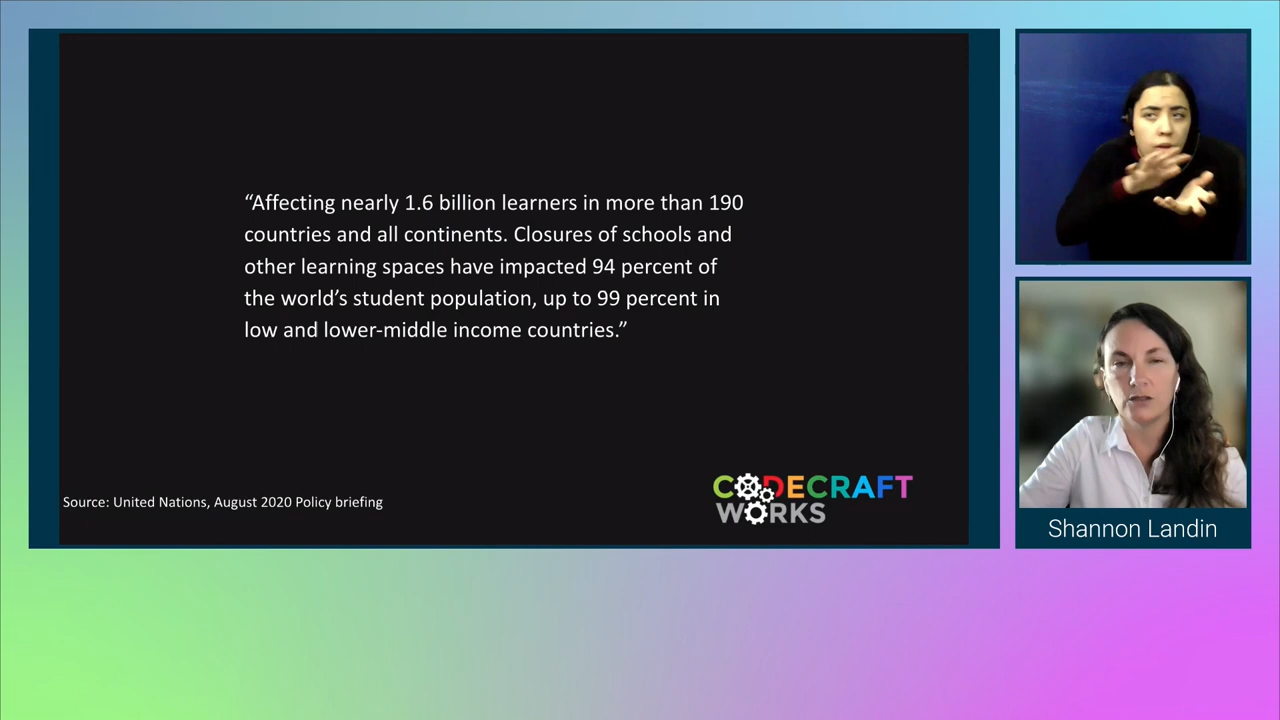 “Affecting nearly 1.6 billion learners in more than 190
countries and all continents. Closures of schools and
other learning spaces have impacted 94 percent of
the world’s student population, up to 99 percent in
low and lower-middle income countries.”
Source: United Nations, August 2020 Policy briefing
CODECRAFT
WORKS
Shannon Landin